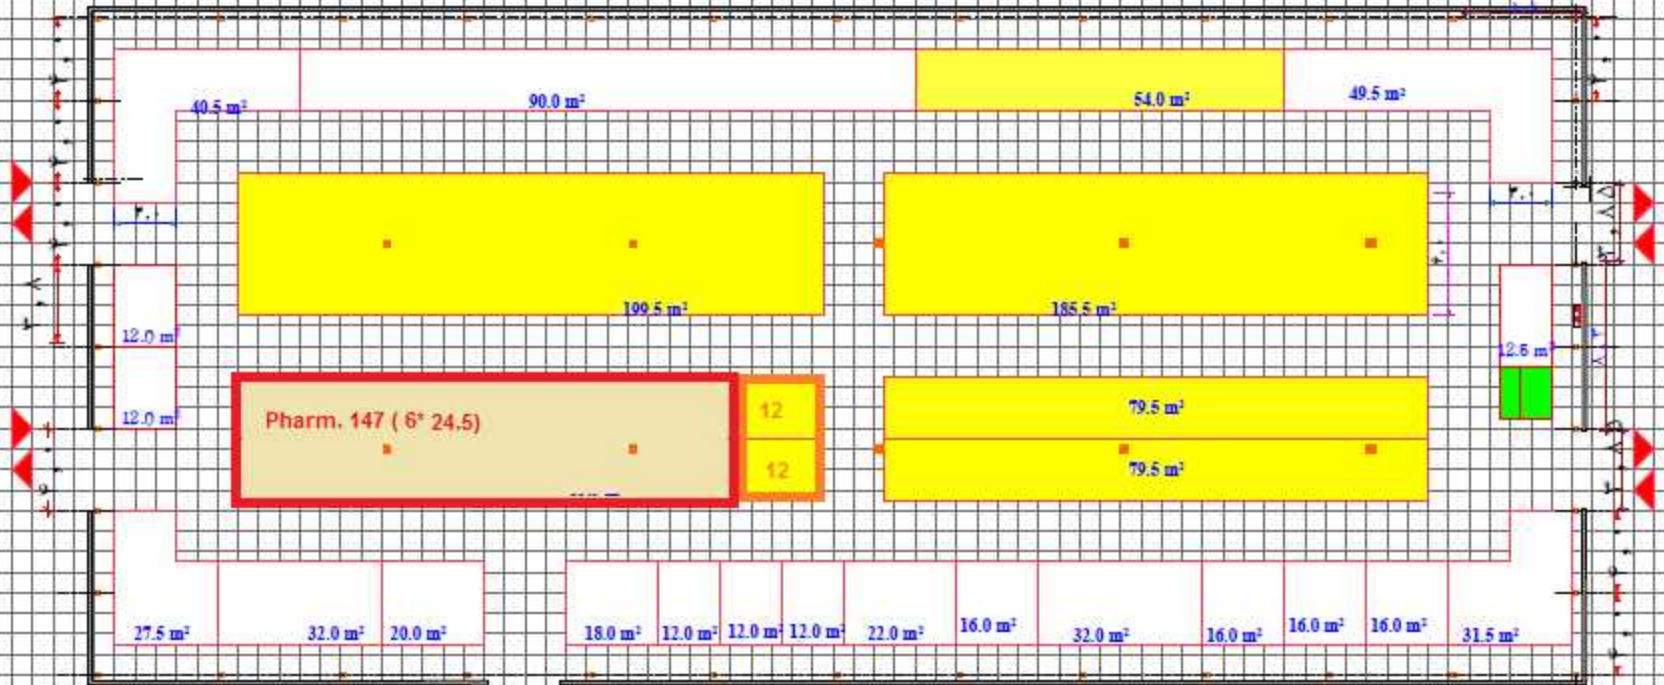 40.5 m²
90.0 m²
54.0 m²
49.5 m²
199.5 m²
185.5 m²
12.0 m²
12.0 m²
12.5 m²
Pharm. 147 ( 6* 24.5)
12
12
79.5 m²
79.5 m²
27.5 m²
32.0 m²
20.0 m²
18.0 m²
12.0 m²
12.0 m²
12.0 m²
22.0 m²
16.0 m²
32.0 m²
16.0 m²
16.0 m²
16.0 m²
31.5 m²